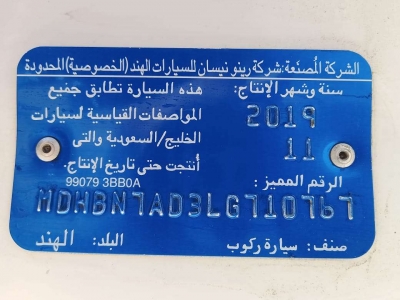 الشركة المُصنّعة: شركة رينو نيسان للسيارات الهند (الخصوصية) المحدودة
سنة وشهر الإنتاج:
2019
11
هذه السيارة تطابق جميع
المواصفات القياسية لسيارات
الخليج/السعودية والتى
أنتجت حتى تاريخ الإنتاج.
الرقم المميز:
99079 3BB0A
MDHBN7AD3LG710767
صنف: سيارة ركوب
البلد: الهند